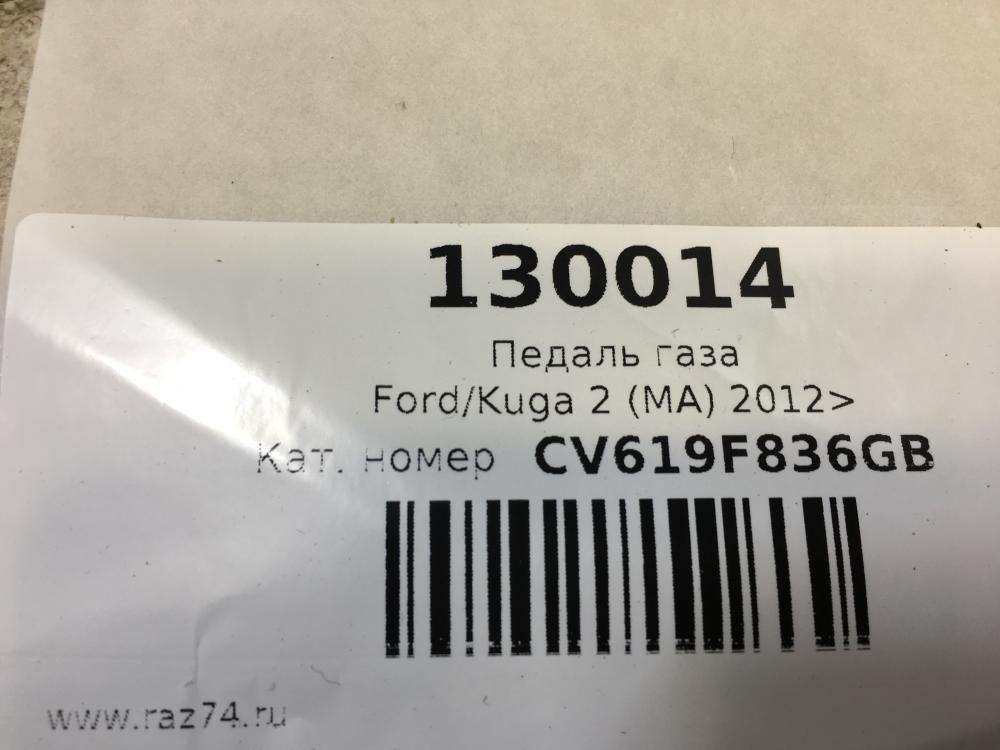 130014
Педаль газа
Ford/Kuga 2 (MA) 2012>
Кат. номер CV619F836GB
www.raz74.ru